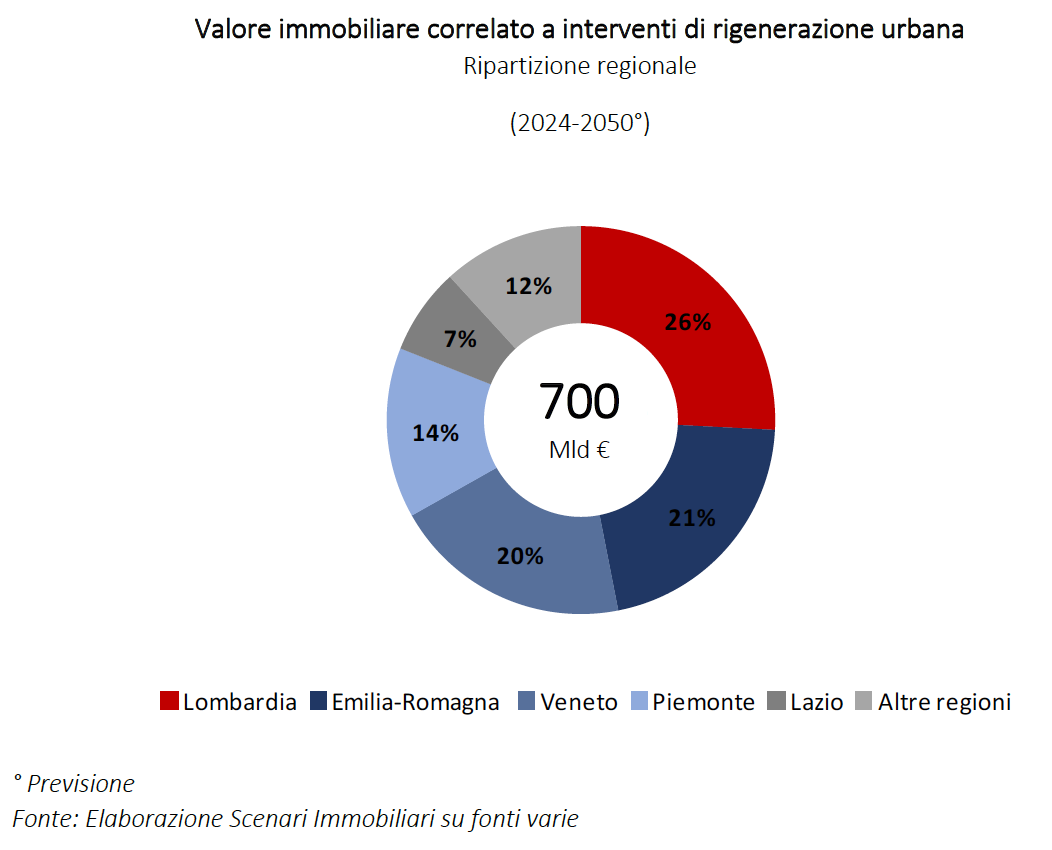 Valore immobiliare correlato a interventi di rigenerazione urbana
Ripartizione regionale
(2024-2050°)
12%
26%
7%
700
Mld €
14%
21%
20%
Lombardia Emilia-Romagna Veneto Piemonte Lazio Altre regioni
° Previsione
Fonte: Elaborazione Scenari Immobiliari su fonti varie